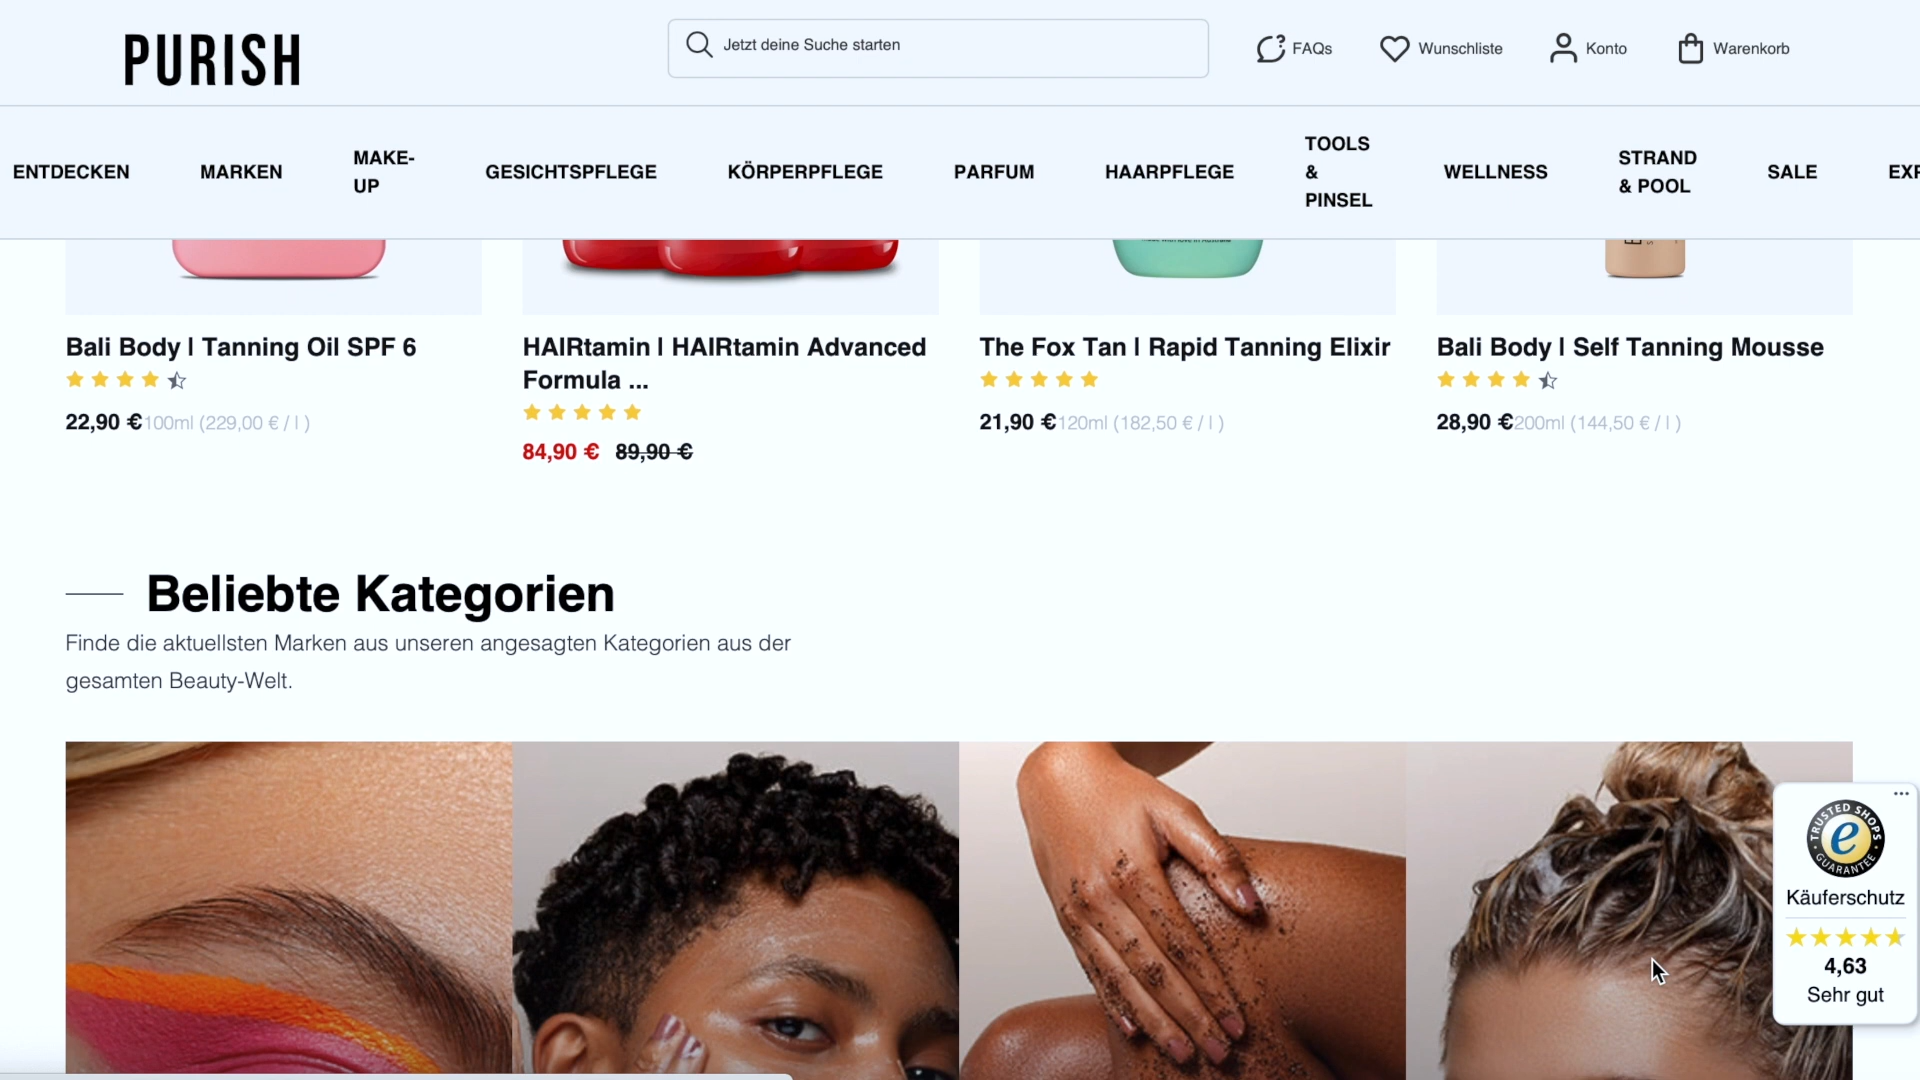 PURISH
Jetzt deine Suche starten
FAQs
Wunschliste
Konto
Warenkorb
ENTDECKEN
MARKEN
MAKE-
UP
GESICHTSPFLEGE
KÖRPERPFLEGE
PARFUM
HAARPFLEGE
TOOLS
&
PINSEL
WELLNESS
STRAND
& POOL
SALE
Bali Body | Tanning Oil SPF 6
22,90 € 100ml (229,00 € / l )
HAIRtamin | HAIRtamin Advanced
Formula ...
84,90 € 89,90 €
The Fox Tan | Rapid Tanning Elixir
21,90 € 120ml (182,50 € / l )
Bali Body | Self Tanning Mousse
28,90 € 200ml (144,50 € / l )
Beliebte Kategorien
Finde die aktuellsten Marken aus unseren angesagten Kategorien aus der
gesamten Beauty-Welt.
TRUSTED SHOPS
e
GUARANTEE
Käuferschutz
4,63
Sehr gut